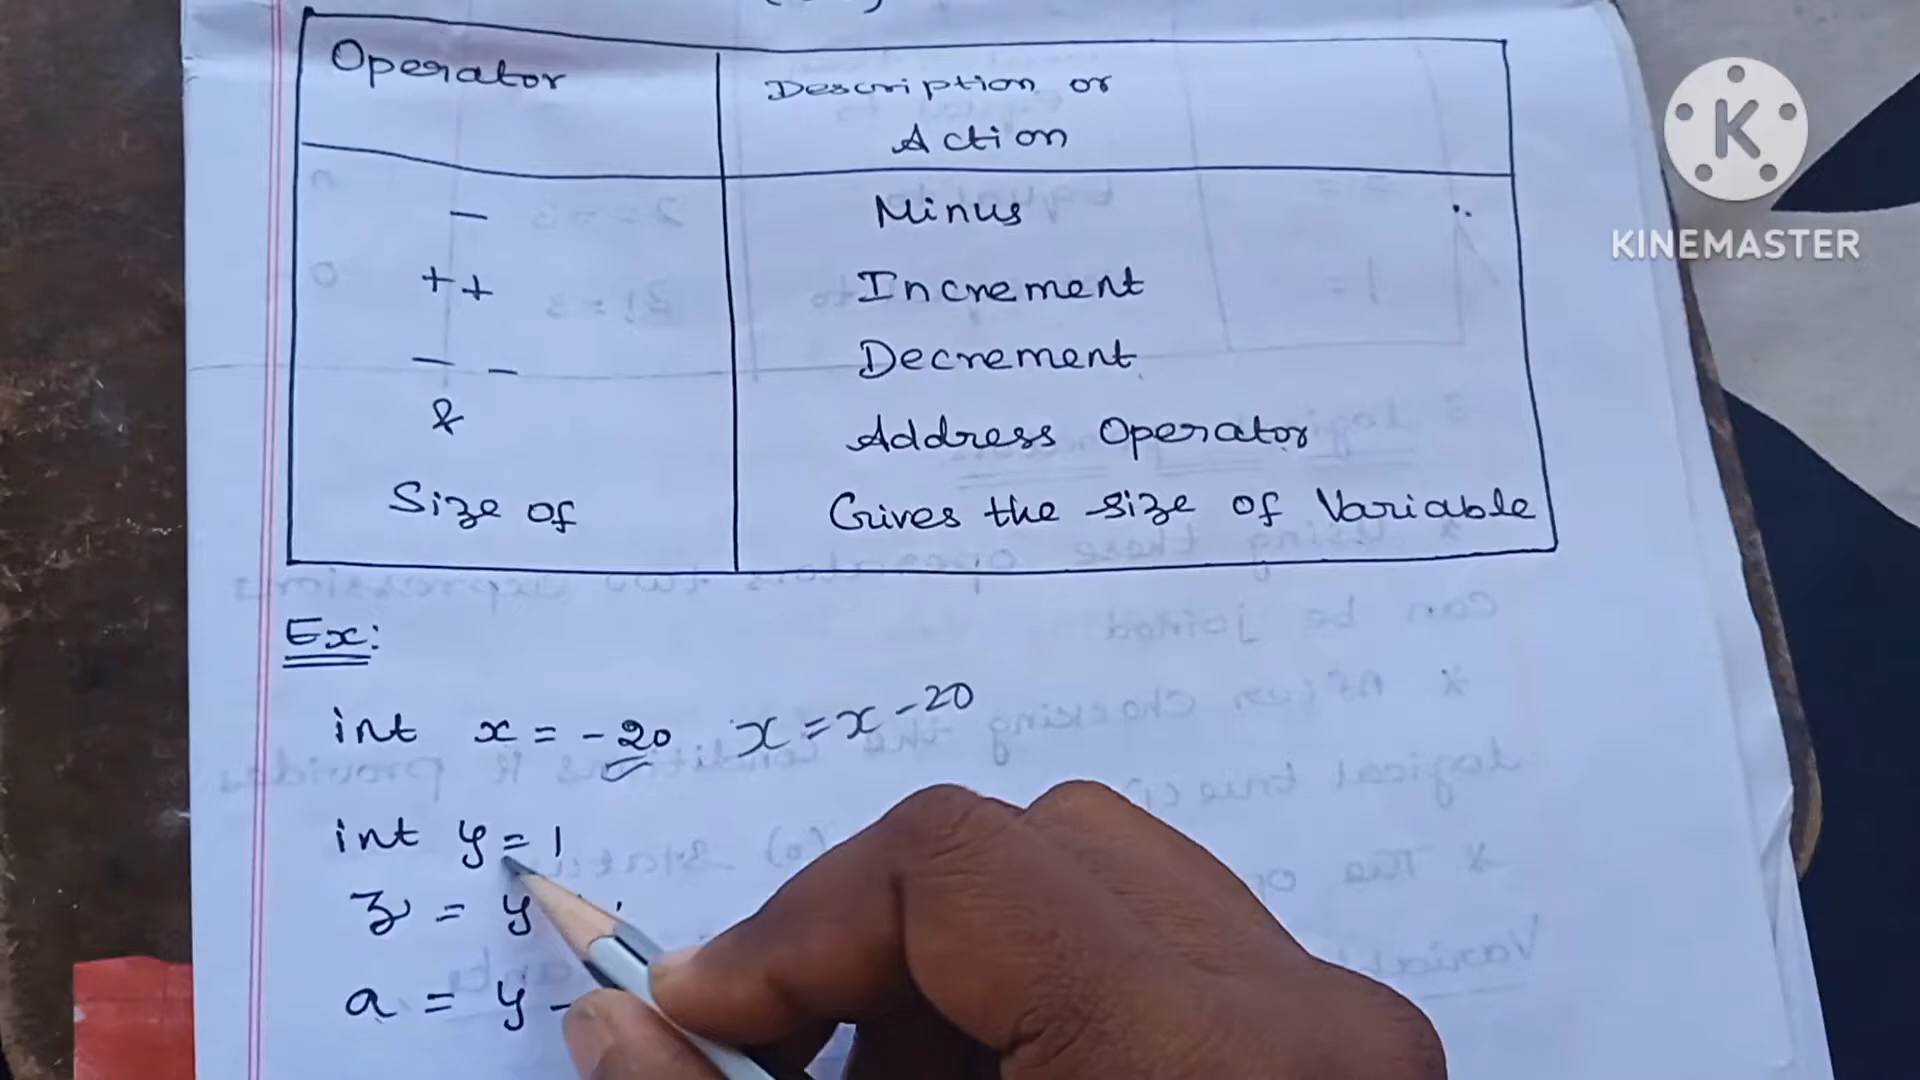 Operator Description or
Action
- Minus
++ Increment
-- Decrement
& Address Operator
Size of Gives the size of Variable
Ex:
int x = -20 x = x - 20
int y = 1
z = y
a = y -
K
KINEMASTER